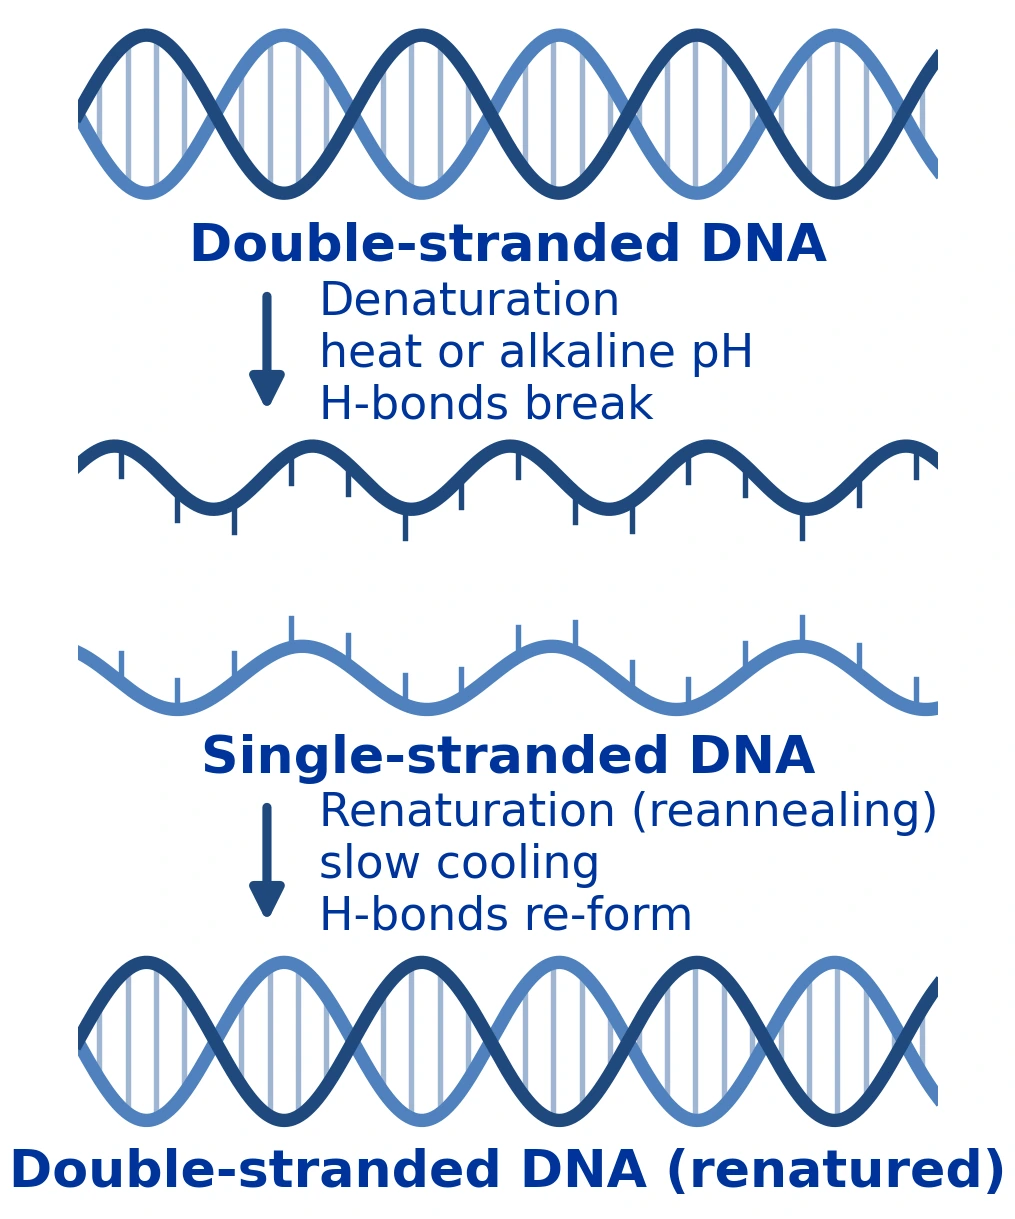 Double-stranded DNA
Denaturation
heat or alkaline pH
H-bonds break
Single-stranded DNA
Renaturation (reannealing)
slow cooling
H-bonds re-form
Double-stranded DNA (renatured)